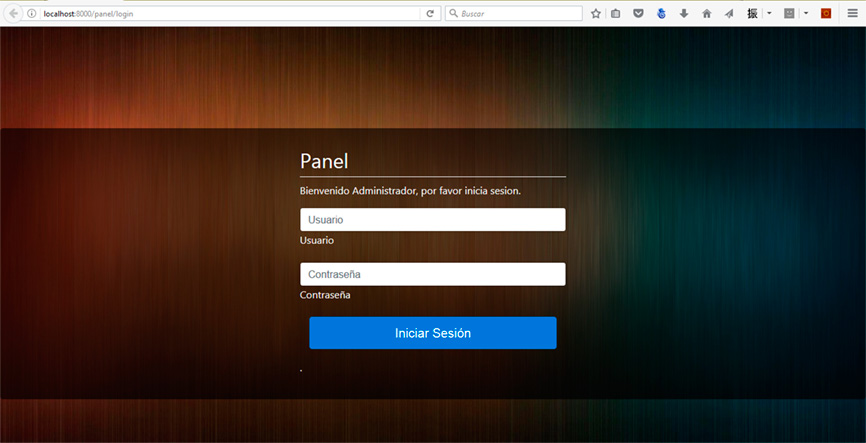 localhost:8000/panel/login
Buscar
振
Panel
Bienvenido Administrador, por favor inicia sesion.
Usuario
Usuario
Contraseña
Contraseña
Iniciar Sesión
.